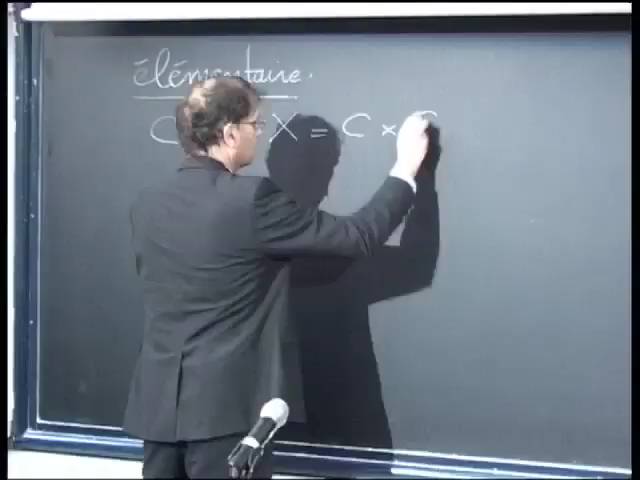 élémentaire.
C X = C ×